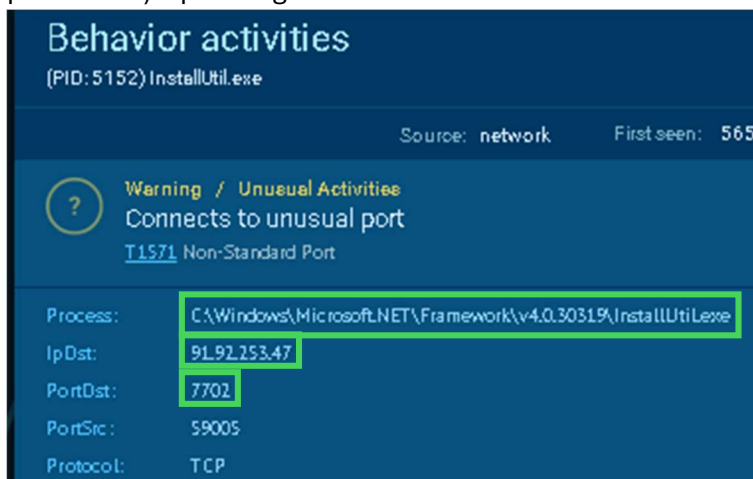 Behavior activities
(PID: 5152) InstallUtil.exe
Source: network First seen: 565
Warning / Unusual Activities
? Connects to unusual port
T1571 Non-Standard Port
Process: C:\Windows\Microsoft.NET\Framework\v4.0.30319\InstallUtil.exe
IpDst: 91.92.253.47
PortDst: 7702
PortSrc: 59005
Protocol: TCP